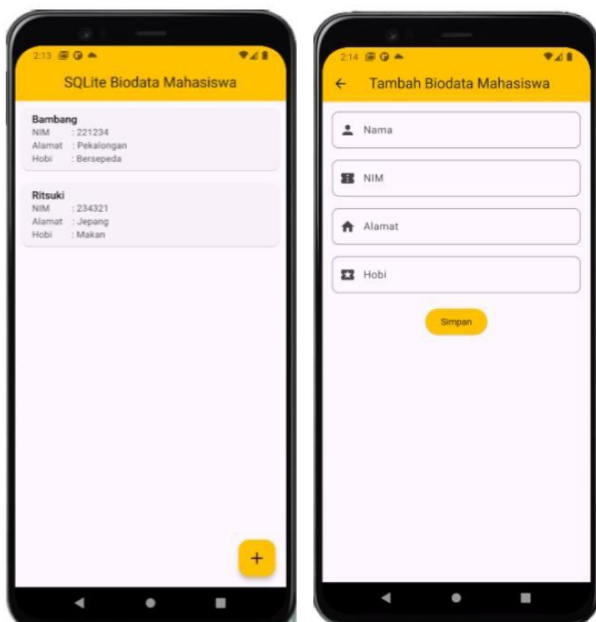 2:13
SQLite Biodata Mahasiswa
Bambang
NIM : 221234
Alamat : Pekalongan
Hobi : Bersepeda
Ritsuki
NIM : 234321
Alamat : Jepang
Hobi : Makan
+
2:14
Tambah Biodata Mahasiswa
Nama
NIM
Alamat
Hobi
Simpan